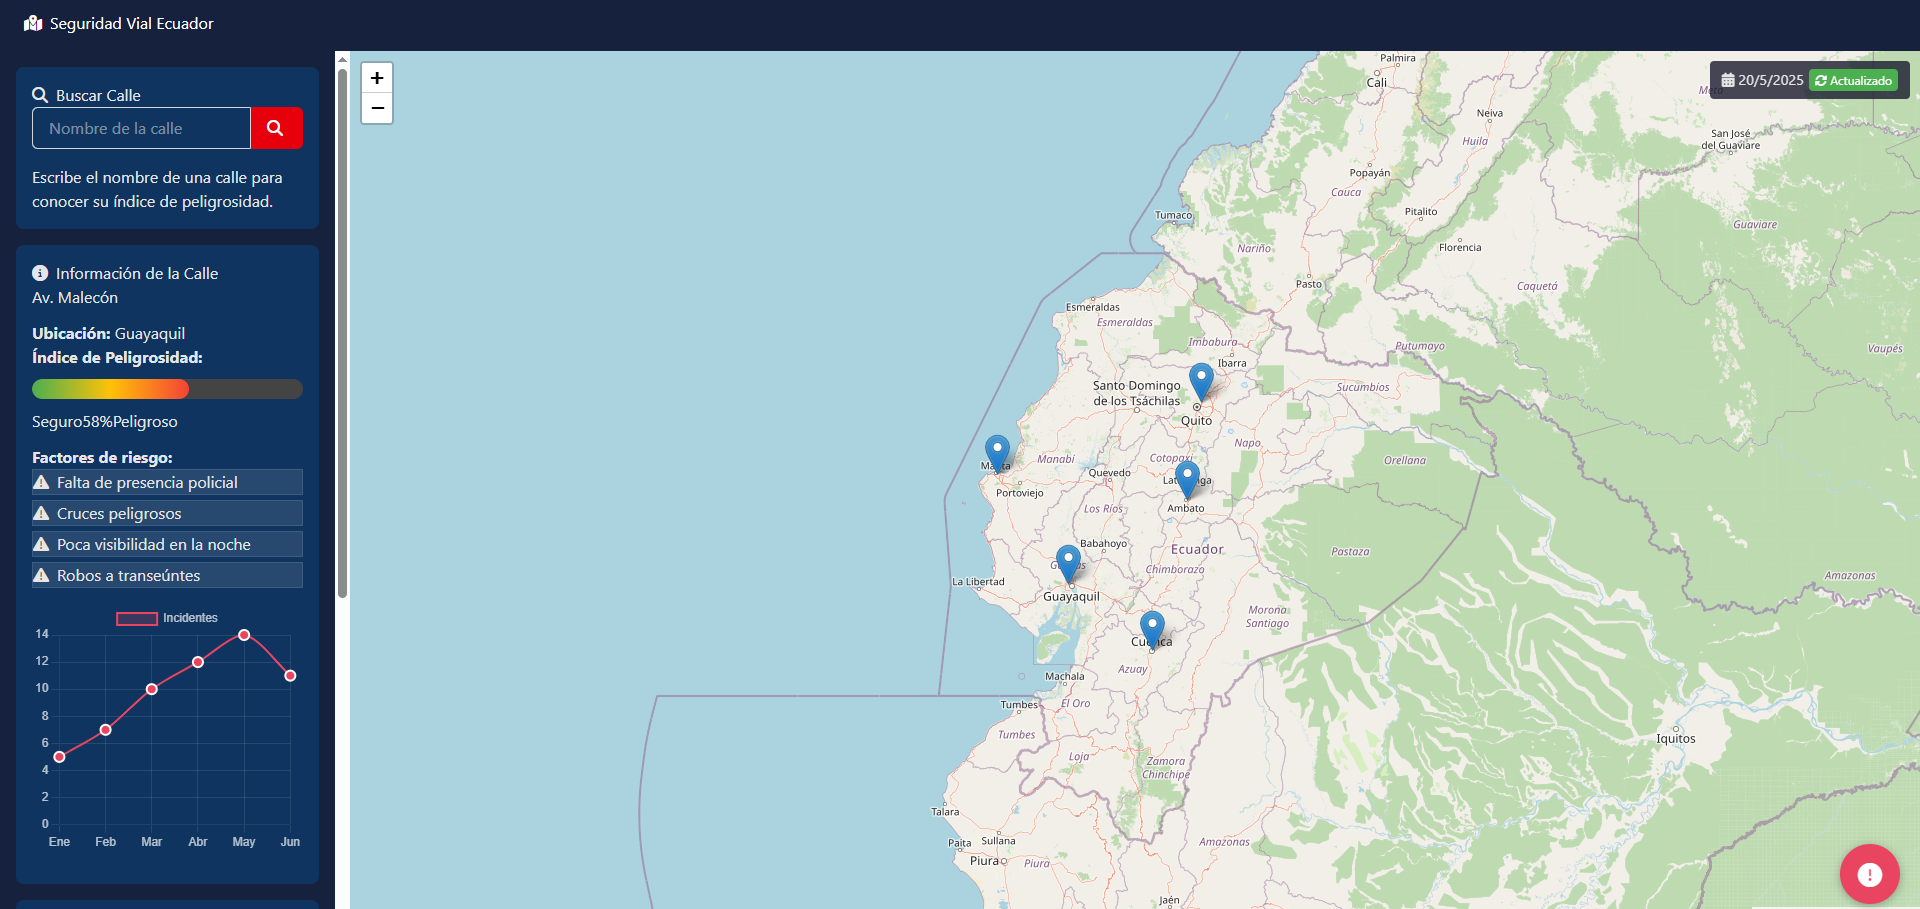 Seguridad Vial Ecuador
Buscar Calle
Nombre de la calle
Escribe el nombre de una calle para
conocer su índice de peligrosidad.
Información de la Calle
Av. Malecón
Ubicación: Guayaquil
Índice de Peligrosidad:
Seguro58%Peligroso
Factores de riesgo:
Falta de presencia policial
Cruces peligrosos
Poca visibilidad en la noche
Robos a transeúntes
Incidentes
14
12
10
8
6
4
2
0
Ene Feb Mar Abr May Jun
+
−
20/5/2025 Actualizado
Palmira
Cali
Neiva
Huila
San José
del Guaviare
Popayán
Cauca
Pitalito
Tumaco
Guaviare
Nariño
Florencia
Pasto
Caquetá
Esmeraldas
Esmeraldas
Imbabura
Putumayo
Vaupés
Ibarra
Santo Domingo
de los Tsáchilas
Sucumbíos
Quito
Napo
Manabí
Cotopaxi
Orellana
Quevedo
Portoviejo
Los Ríos
Ambato
Babahoyo
Ecuador
Pastaza
Chimborazo
La Libertad
Amazonas
Guayaquil
Morona
Santiago
Azuay
Machala
El Oro
Tumbes
Tumbes
Iquitos
Loja
Zamora
Chinchipe
Talara
Paita
Sullana
Amazonas
Piura
Piura
Jaén